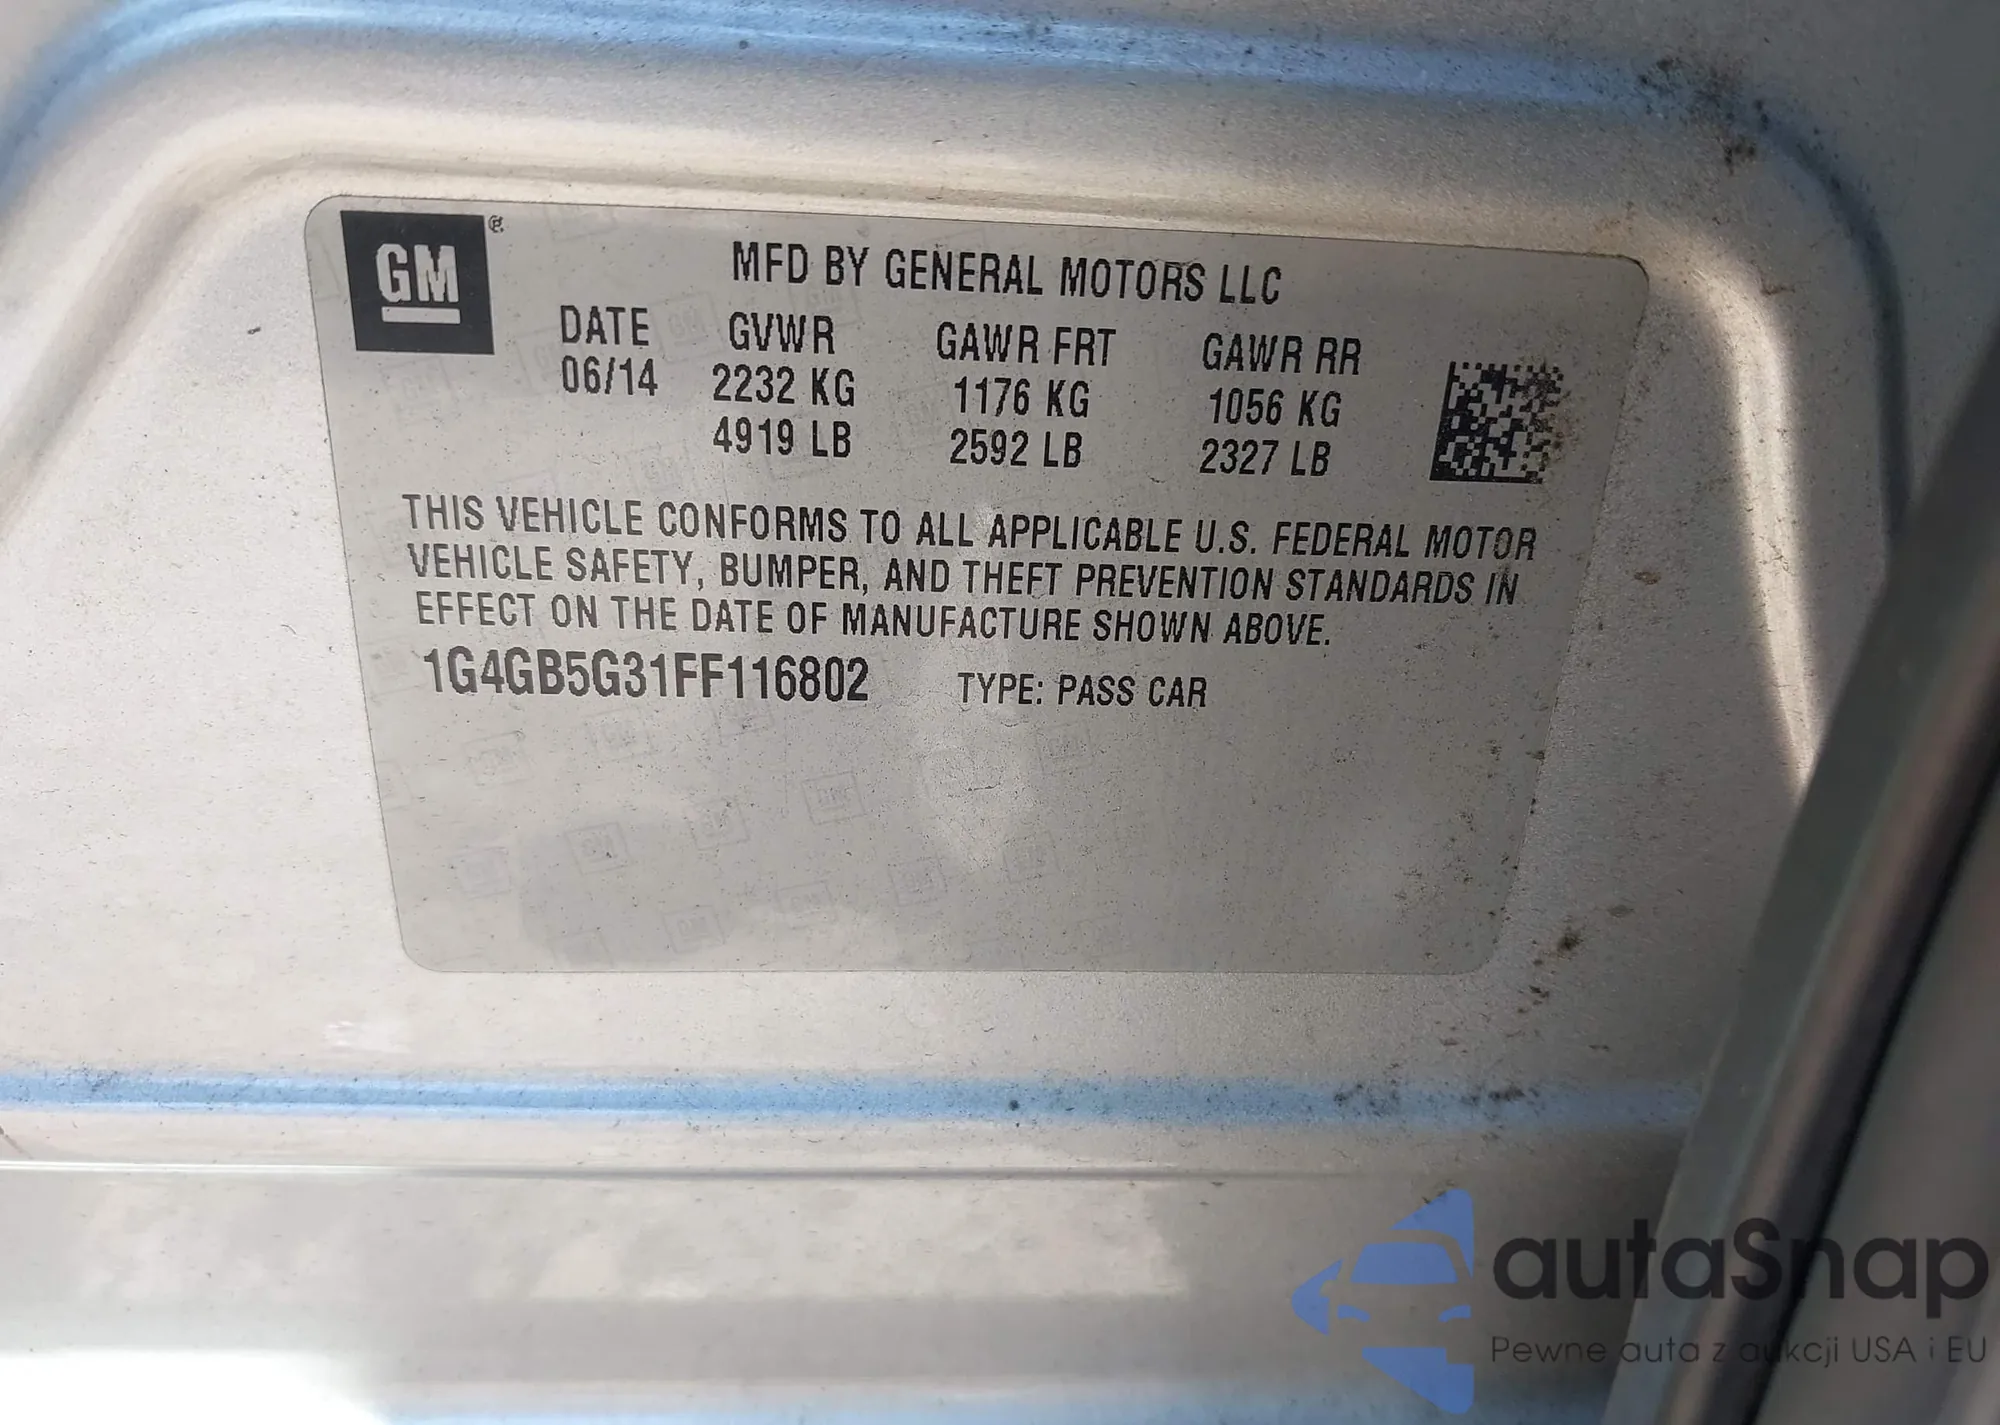 GM®
MFD BY GENERAL MOTORS LLC
DATE GVWR GAWR FRT GAWR RR
06/14 2232 KG 1176 KG 1056 KG
4919 LB 2592 LB 2327 LB
THIS VEHICLE CONFORMS TO ALL APPLICABLE U.S. FEDERAL MOTOR
VEHICLE SAFETY, BUMPER, AND THEFT PREVENTION STANDARDS IN
EFFECT ON THE DATE OF MANUFACTURE SHOWN ABOVE.
1G4GB5G31FF116802 TYPE: PASS CAR
autaSnap
Pewne auta z aukcji USA i EU